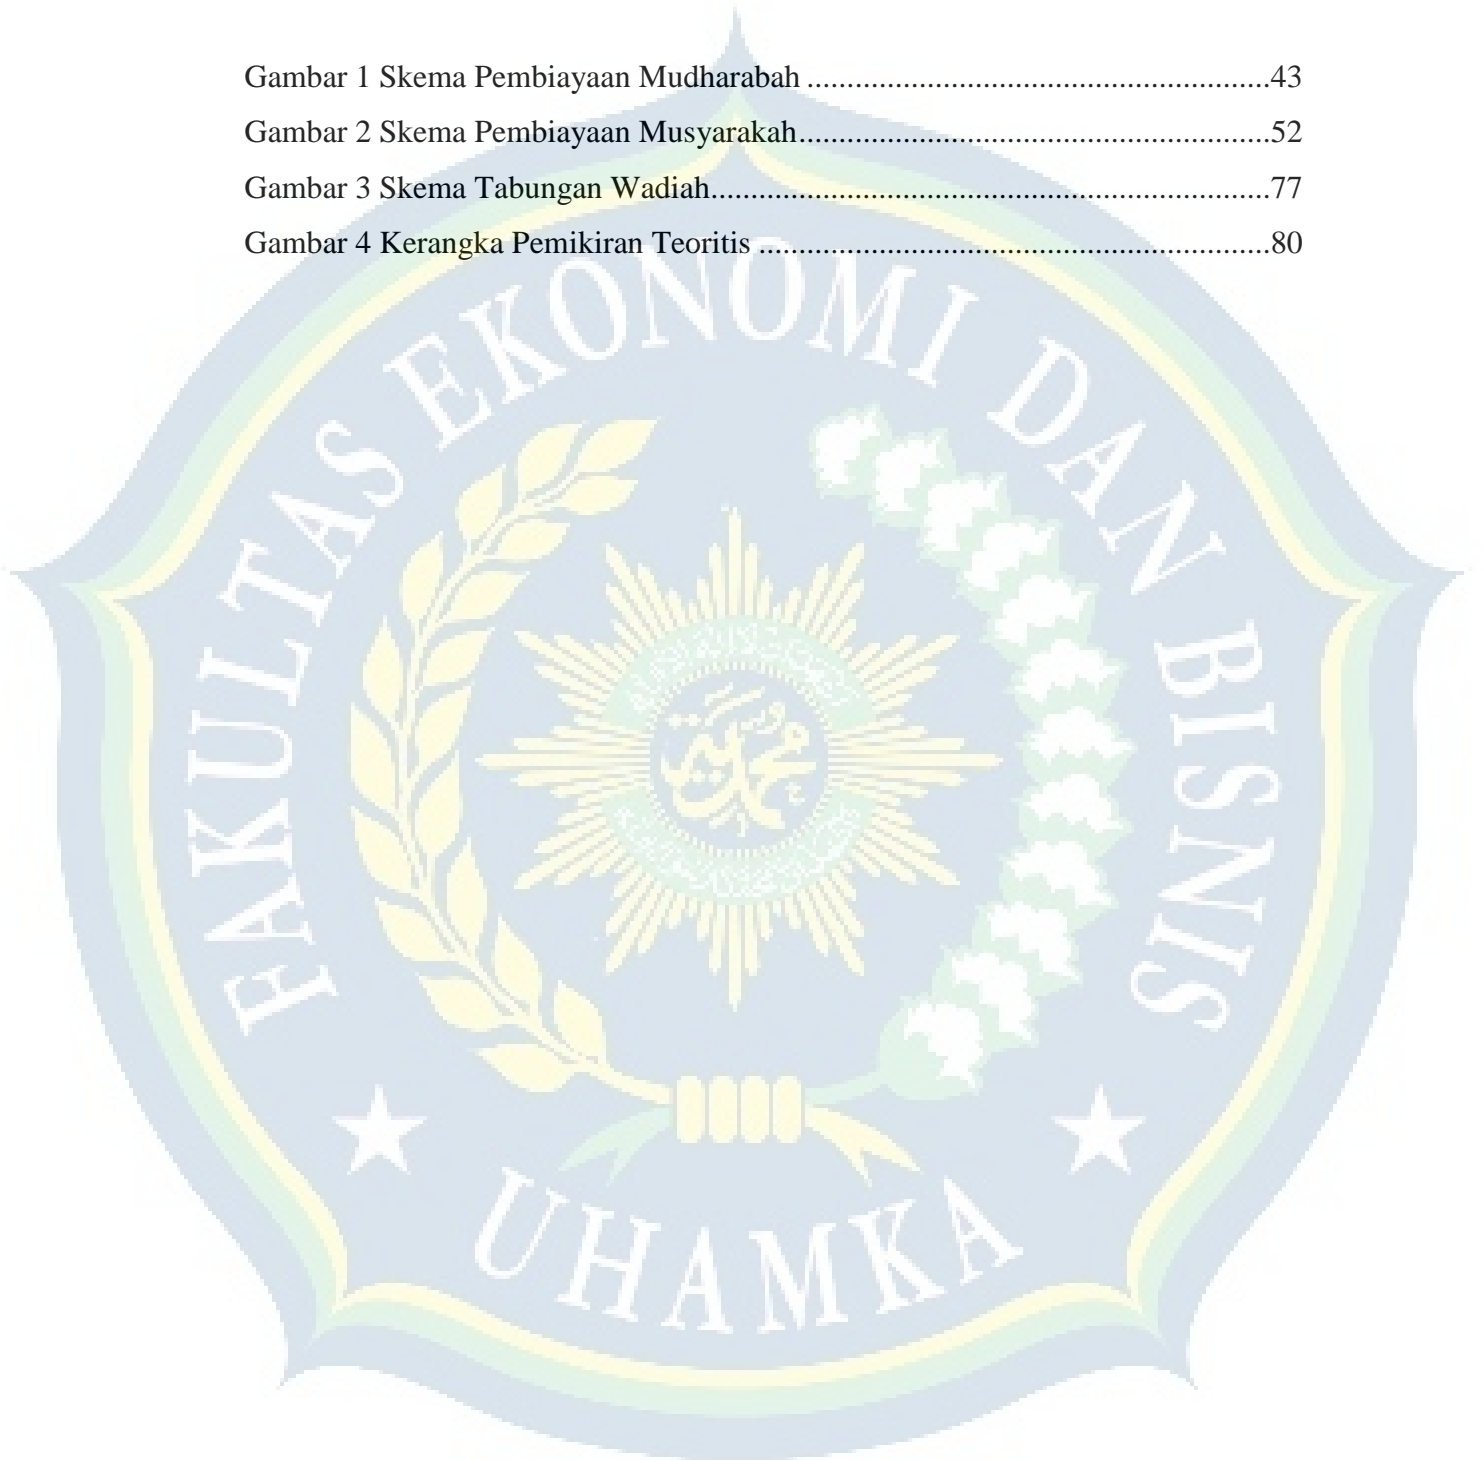 Gambar 1 Skema Pembiayaan Mudharabah ..........................................................43
Gambar 2 Skema Pembiayaan Musyarakah...........................................................52
Gambar 3 Skema Tabungan Wadiah......................................................................77
Gambar 4 Kerangka Pemikiran Teoritis ................................................................80
FAKULTAS EKONOMI DAN BISNIS
UHAMKA